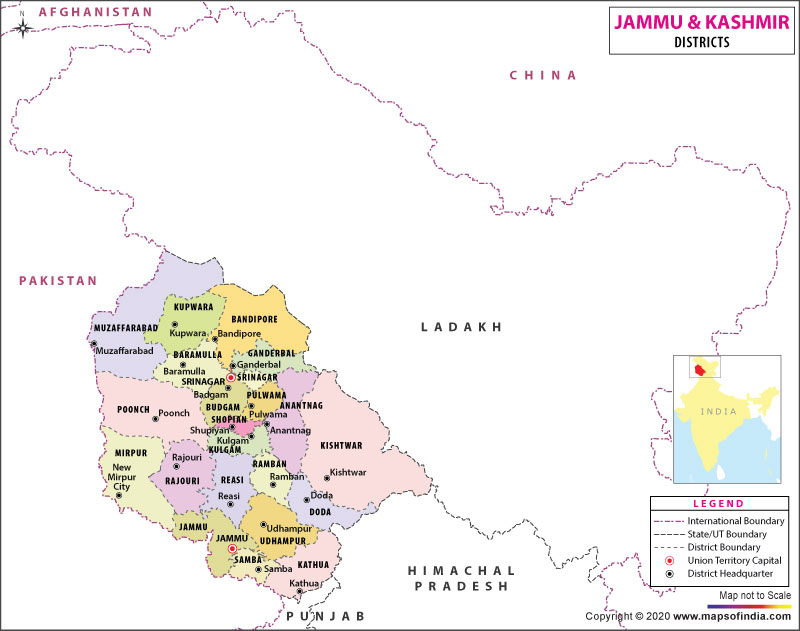 AFGHANISTAN
N
JAMMU & KASHMIR
DISTRICTS
CHINA
PAKISTAN
LADAKH
KUPWARA
Kupwara
BANDIPORE
Bandipore
MUZAFFARABAD
Muzaffarabad
BARAMULLA
Baramulla
GANDERBAL
Ganderbal
SRINAGAR
SRINAGAR
Badgam
BUDGAM
PULWAMA
Pulwama
ANANTNAG
Anantnag
SHOPIAN
Shupiyan
Kulgam
KULGAM
POONCH
Poonch
KISHTWAR
Kishtwar
MIRPUR
New
Mirpur
City
Rajouri
RAJOURI
REASI
Reasi
RAMBAN
Ramban
Doda
DODA
JAMMU
JAMMU
Udhampur
UDHAMPUR
SAMBA
Samba
KATHUA
Kathua
HIMACHAL
PRADESH
PUNJAB
INDIA
LEGEND
International Boundary
State/UT Boundary
District Boundary
Union Territory Capital
District Headquarter
Map not to Scale
Copyright © 2020 www.mapsofindia.com